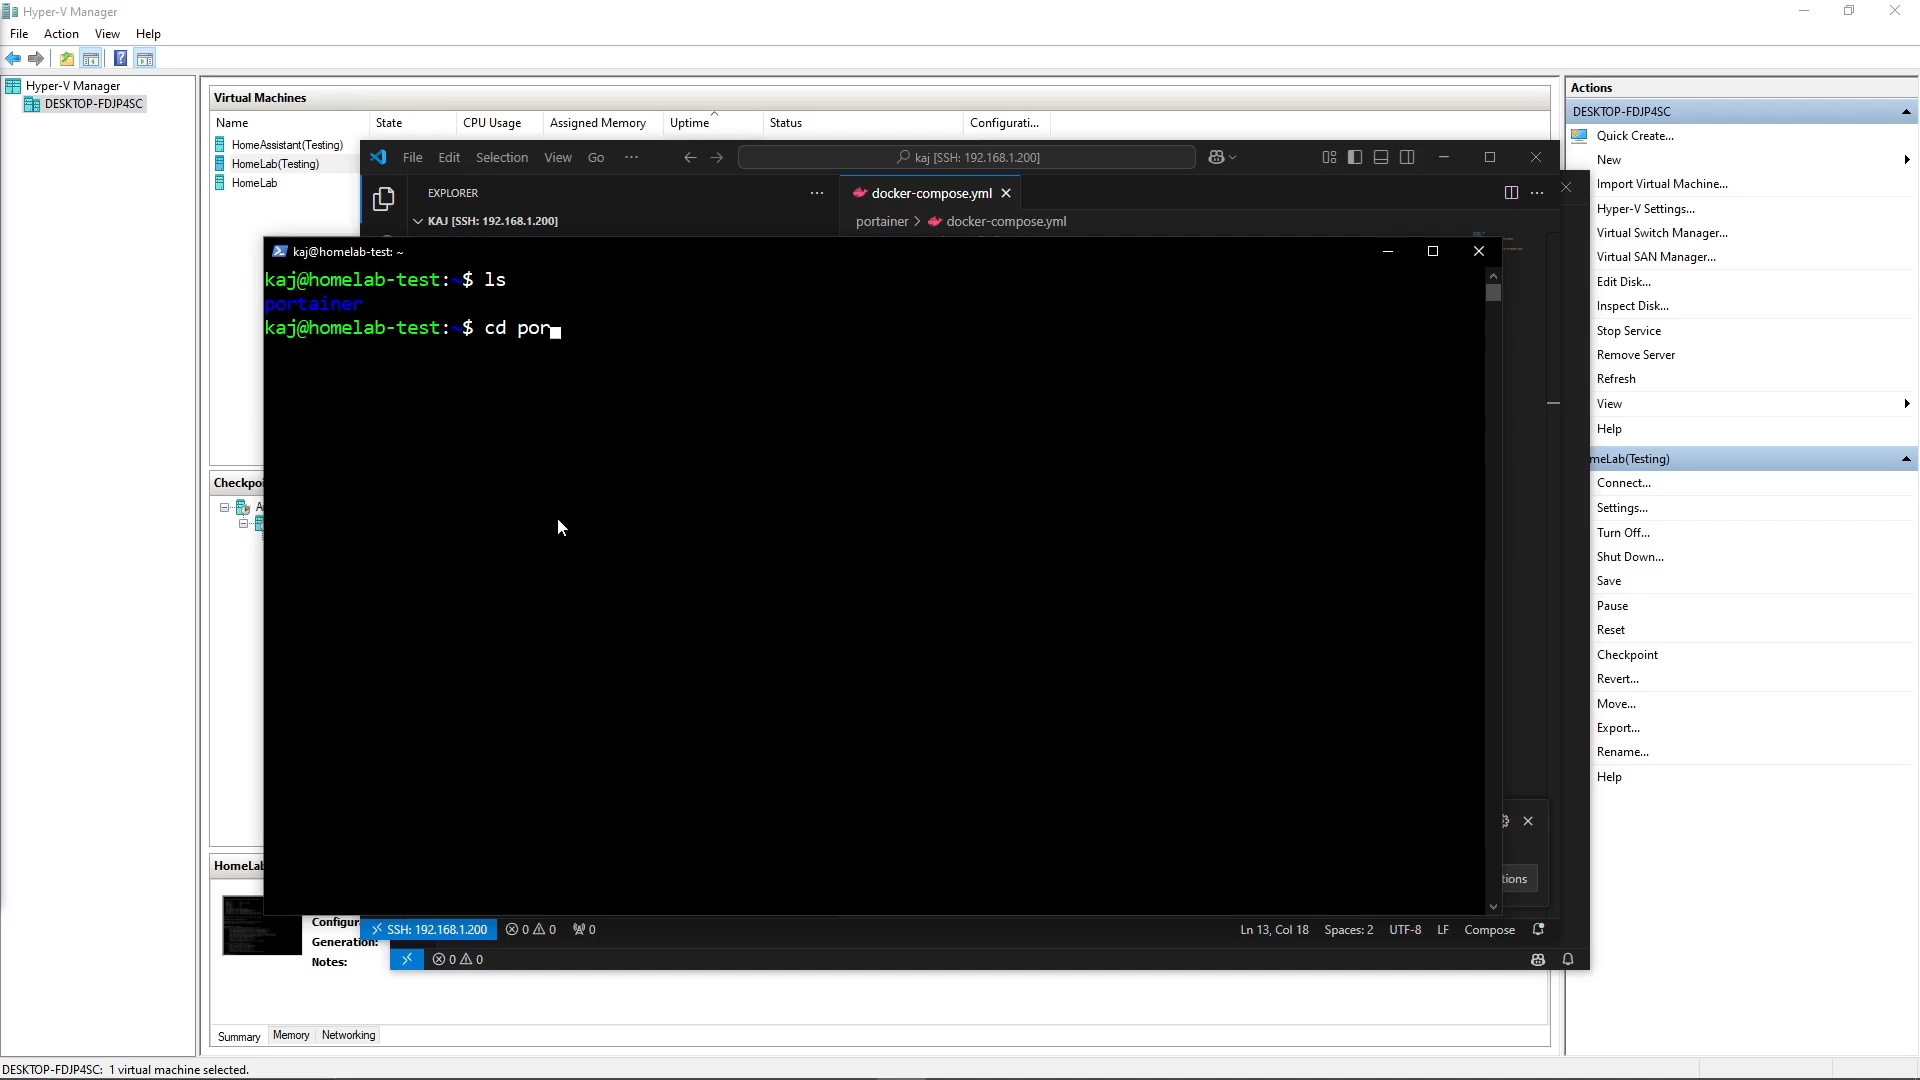 Hyper-V Manager
File Action View Help
Hyper-V Manager
DESKTOP-FDJP4SC
Virtual Machines
Name State CPU Usage Assigned Memory Uptime Status Configurati...
HomeAssistant(Testing)
HomeLab(Testing)
HomeLab
File Edit Selection View Go ··· kaj [SSH: 192.168.1.200]
EXPLORER
KAJ [SSH: 192.168.1.200]
docker-compose.yml
portainer > docker-compose.yml
kaj@homelab-test: ~
kaj@homelab-test:~$ ls
portainer
kaj@homelab-test:~$ cd por
Checkpoi
A
HomeLab
Configur
Generation:
Notes:
tions
SSH: 192.168.1.200 0 0 0 Ln 13, Col 18 Spaces: 2 UTF-8 LF Compose
0 0
Summary Memory Networking
DESKTOP-FDJP4SC: 1 virtual machine selected.
Actions
DESKTOP-FDJP4SC
Quick Create...
New
Import Virtual Machine...
Hyper-V Settings...
Virtual Switch Manager...
Virtual SAN Manager...
Edit Disk...
Inspect Disk...
Stop Service
Remove Server
Refresh
View
Help
meLab(Testing)
Connect...
Settings...
Turn Off...
Shut Down...
Save
Pause
Reset
Checkpoint
Revert...
Move...
Export...
Rename...
Help